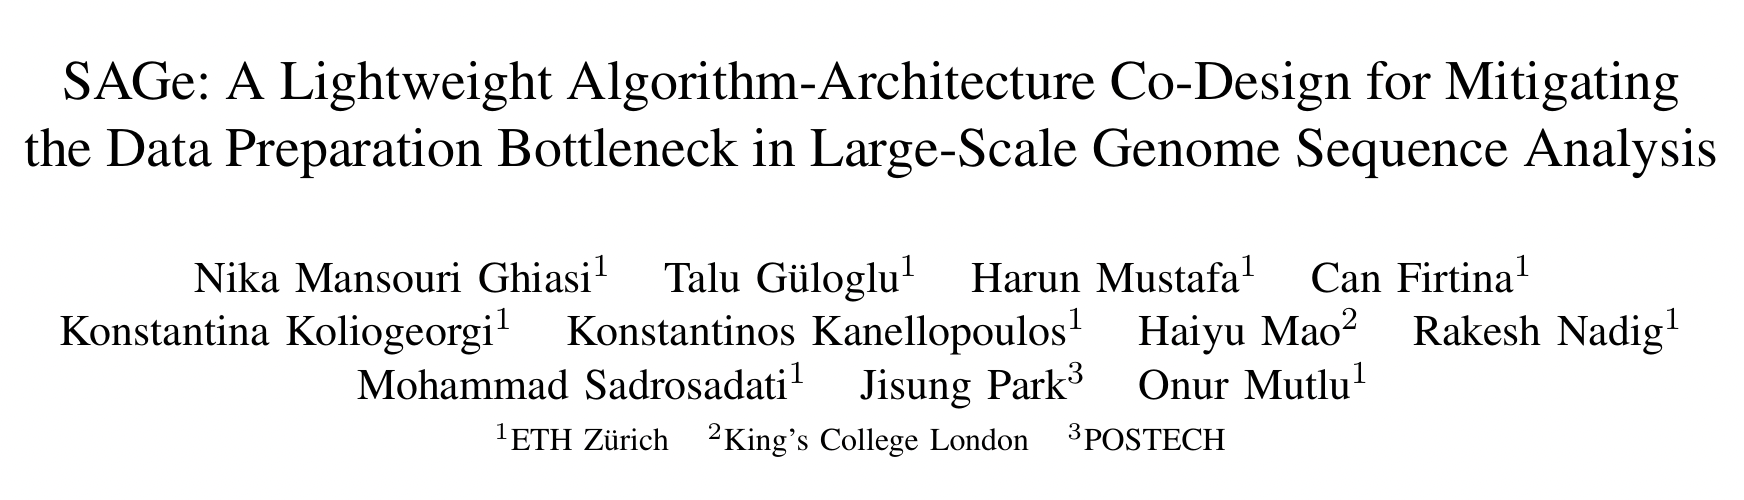 SAGe: A Lightweight Algorithm-Architecture Co-Design for Mitigating
the Data Preparation Bottleneck in Large-Scale Genome Sequence Analysis
Nika Mansouri Ghiasi¹ Talu Güloglu¹ Harun Mustafa¹ Can Firtina¹
Konstantina Koliogeorgi¹ Konstantinos Kanellopoulos¹ Haiyu Mao² Rakesh Nadig¹
Mohammad Sadrosadati¹ Jisung Park³ Onur Mutlu¹
¹ETH Zürich ²King's College London ³POSTECH